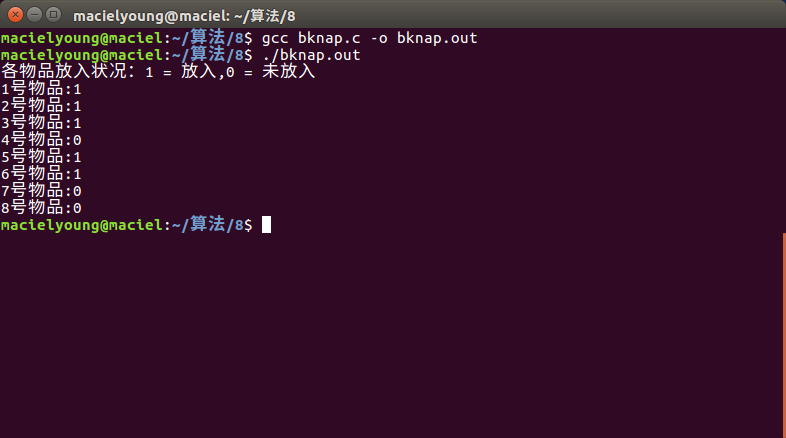 macielyoung@maciel: ~/算法/8
macielyoung@maciel:~/算法/8$ gcc bknap.c -o bknap.out
macielyoung@maciel:~/算法/8$ ./bknap.out
各物品放入状况：1 = 放入,0 = 未放入
1号物品:1
2号物品:1
3号物品:1
4号物品:0
5号物品:1
6号物品:1
7号物品:0
8号物品:0
macielyoung@maciel:~/算法/8$